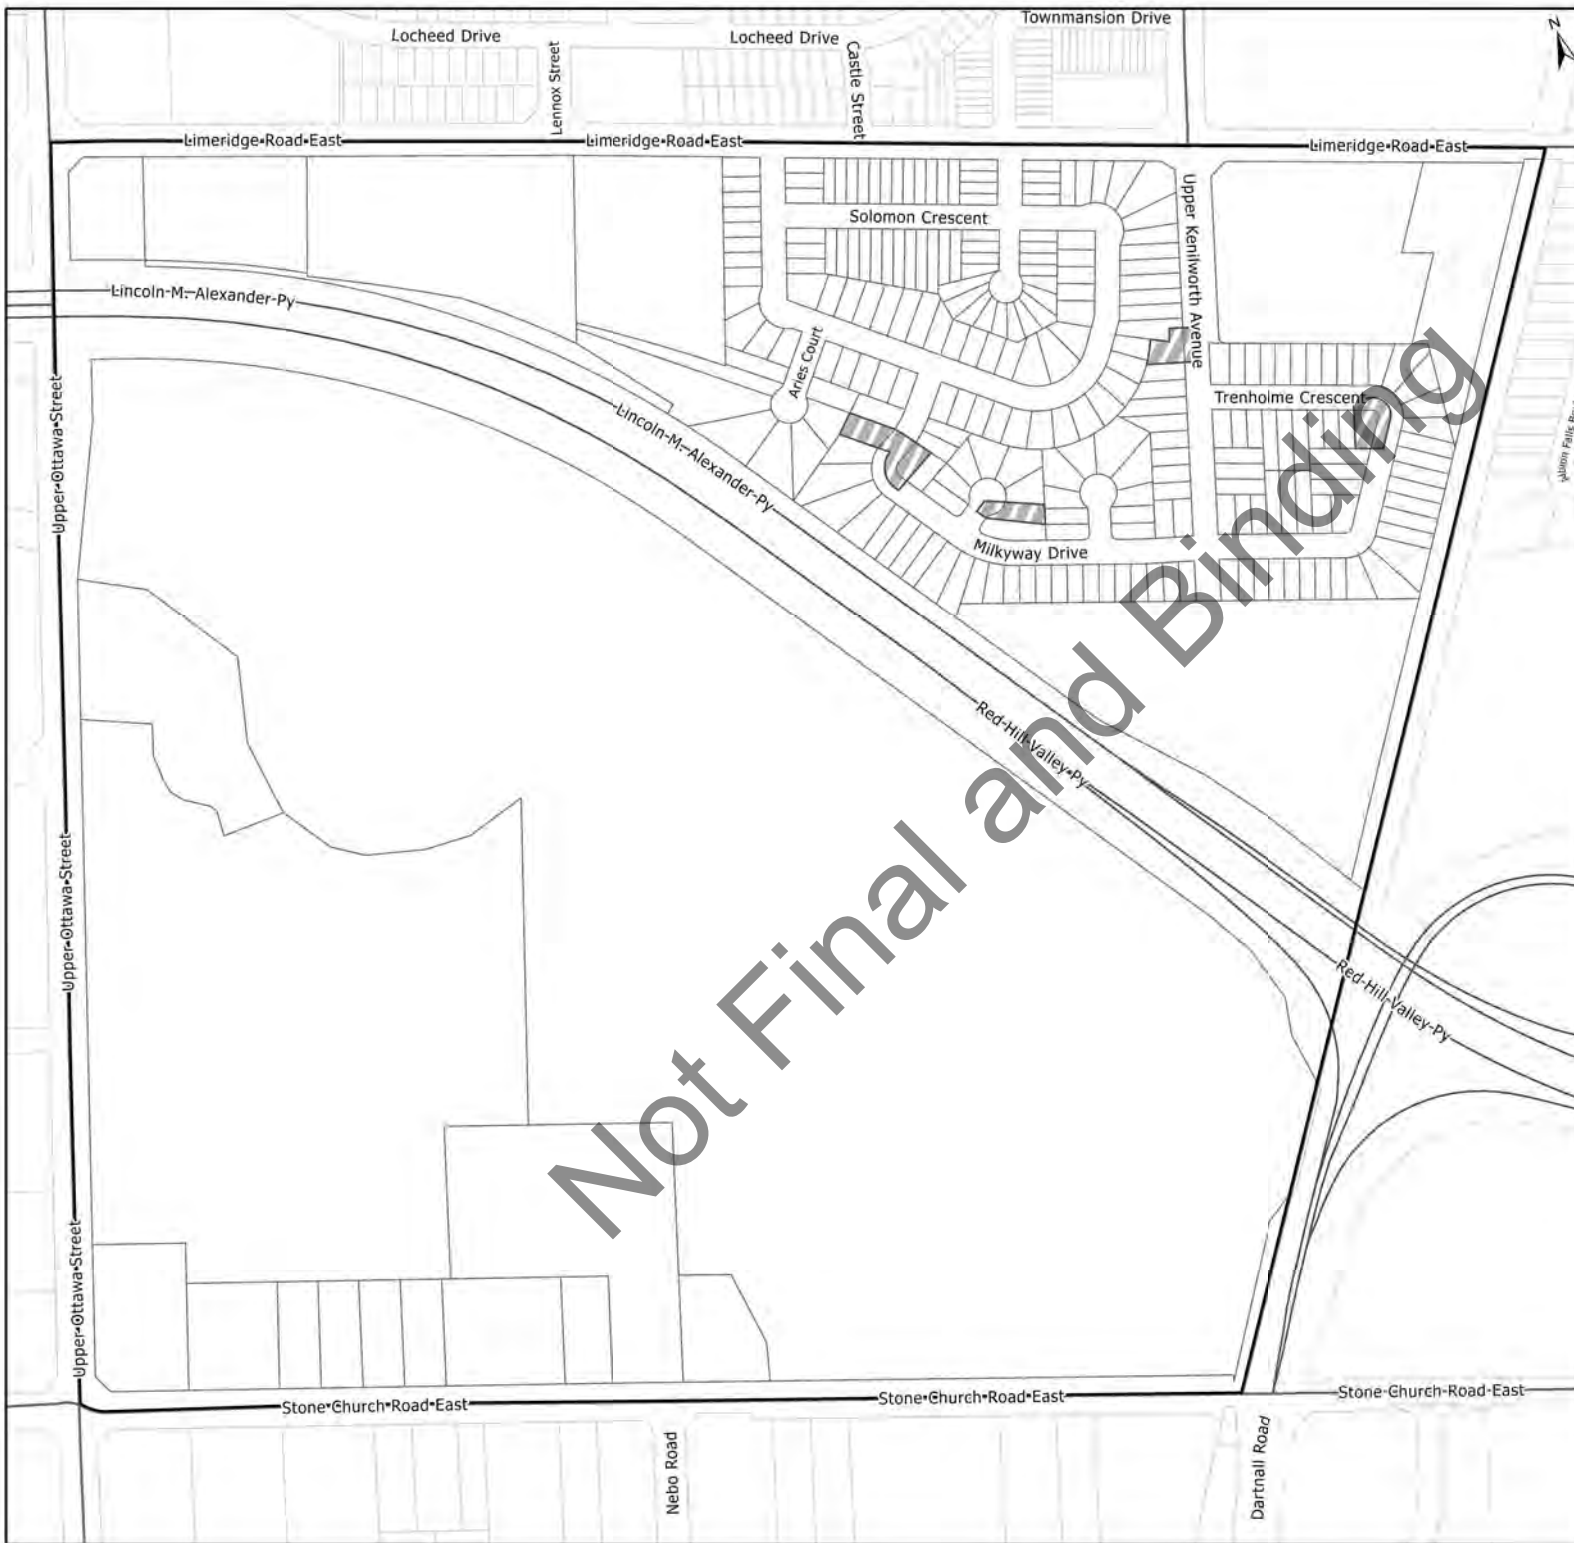 Townmansion Drive
Locheed Drive
Locheed Drive
Lennox Street
Castle Street
Z
Limeridge Road East
Limeridge Road East
Limeridge Road East
Solomon Crescent
Upper Kenilworth Avenue
Lincoln M. Alexander Py
Aries Court
Trenholme Crescent
Upper Ottawa Street
Lincoln M. Alexander Py
Albion Falls
Milkyway Drive
Red Hill Valley Py
Not Final and Binding
Upper Ottawa Street
Red Hill Valley Py
Upper Ottawa Street
Stone Church Road East
Stone Church Road East
Stone Church Road East
Nebo Road
Dartnall Road